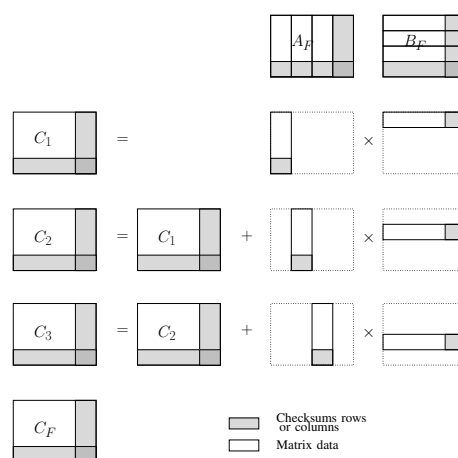 A_F B_F
C_1 = ×
C_2 = C_1 + ×
C_3 = C_2 + ×
C_F
Checksums rows
or columns
Matrix data